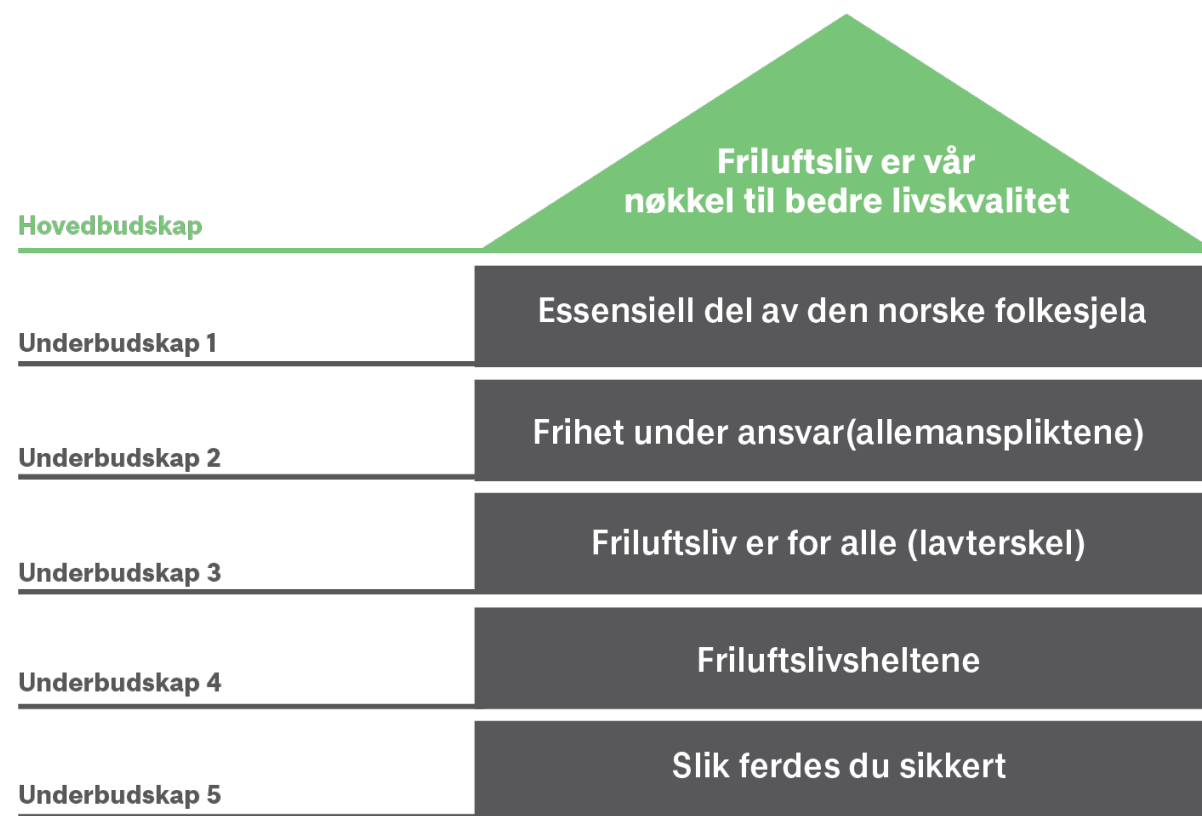 Friluftsliv er vår
nøkkel til bedre livskvalitet
Hovedbudskap
Essensiell del av den norske folkesjela
Underbudskap 1
Frihet under ansvar(allemanspliktene)
Underbudskap 2
Friluftsliv er for alle (lavterskel)
Underbudskap 3
Friluftslivsheltene
Underbudskap 4
Slik ferdes du sikkert
Underbudskap 5